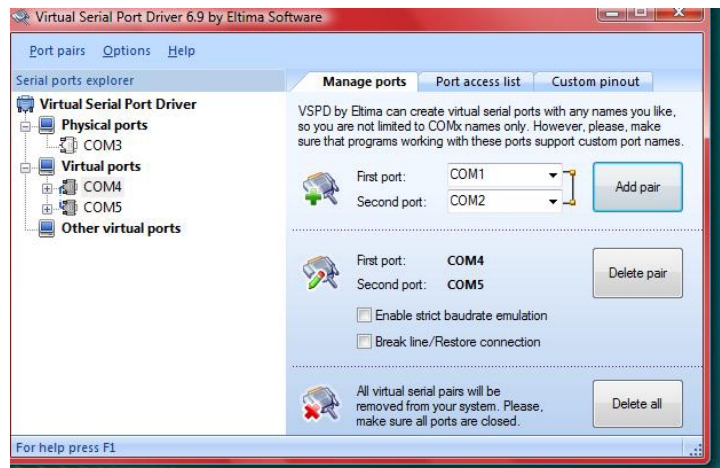 Virtual Serial Port Driver 6.9 by Eltima Software
Port pairs Options Help
Serial ports explorer
Virtual Serial Port Driver
Physical ports
COM3
Virtual ports
COM4
COM5
Other virtual ports
Manage ports Port access list Custom pinout
VSPD by Eltima can create virtual serial ports with any names you like,
so you are not limited to COMx names only. However, please, make
sure that programs working with these ports support custom port names.
First port: COM1
Second port: COM2
Add pair
First port: COM4
Second port: COM5
Delete pair
Enable strict baudrate emulation
Break line/Restore connection
All virtual serial pairs will be
removed from your system. Please,
make sure all ports are closed.
Delete all
For help press F1